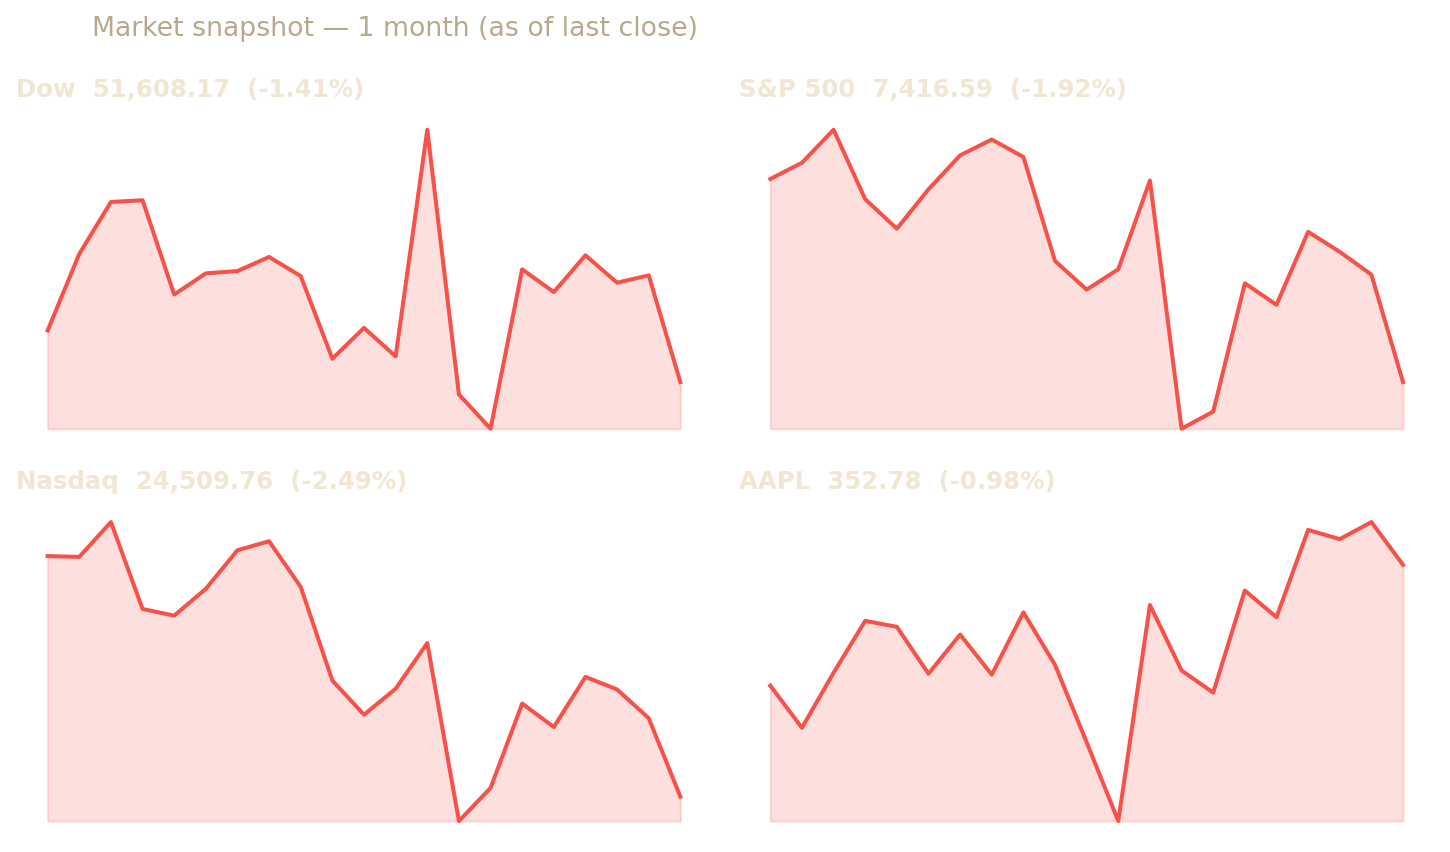 Market snapshot — 1 month (as of last close)
Dow  51,608.17  (-1.41%)
S&P 500  7,416.59  (-1.92%)
Nasdaq  24,509.76  (-2.49%)
AAPL  352.78  (-0.98%)